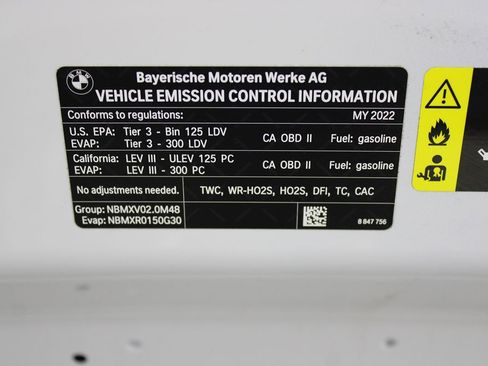 BMW
Bayerische Motoren Werke AG
VEHICLE EMISSION CONTROL INFORMATION
Conforms to regulations: MY 2022
U.S. EPA: Tier 3 - Bin 125 LDV CA OBD II Fuel: gasoline
EVAP: Tier 3 - 300 LDV
California: LEV III - ULEV 125 PC CA OBD II Fuel: gasoline
EVAP: LEV III - 300 PC
No adjustments needed. TWC, WR-HO2S, HO2S, DFI, TC, CAC
Group: NBMXV02.0M48
Evap: NBMXR0150G30 8 847 756